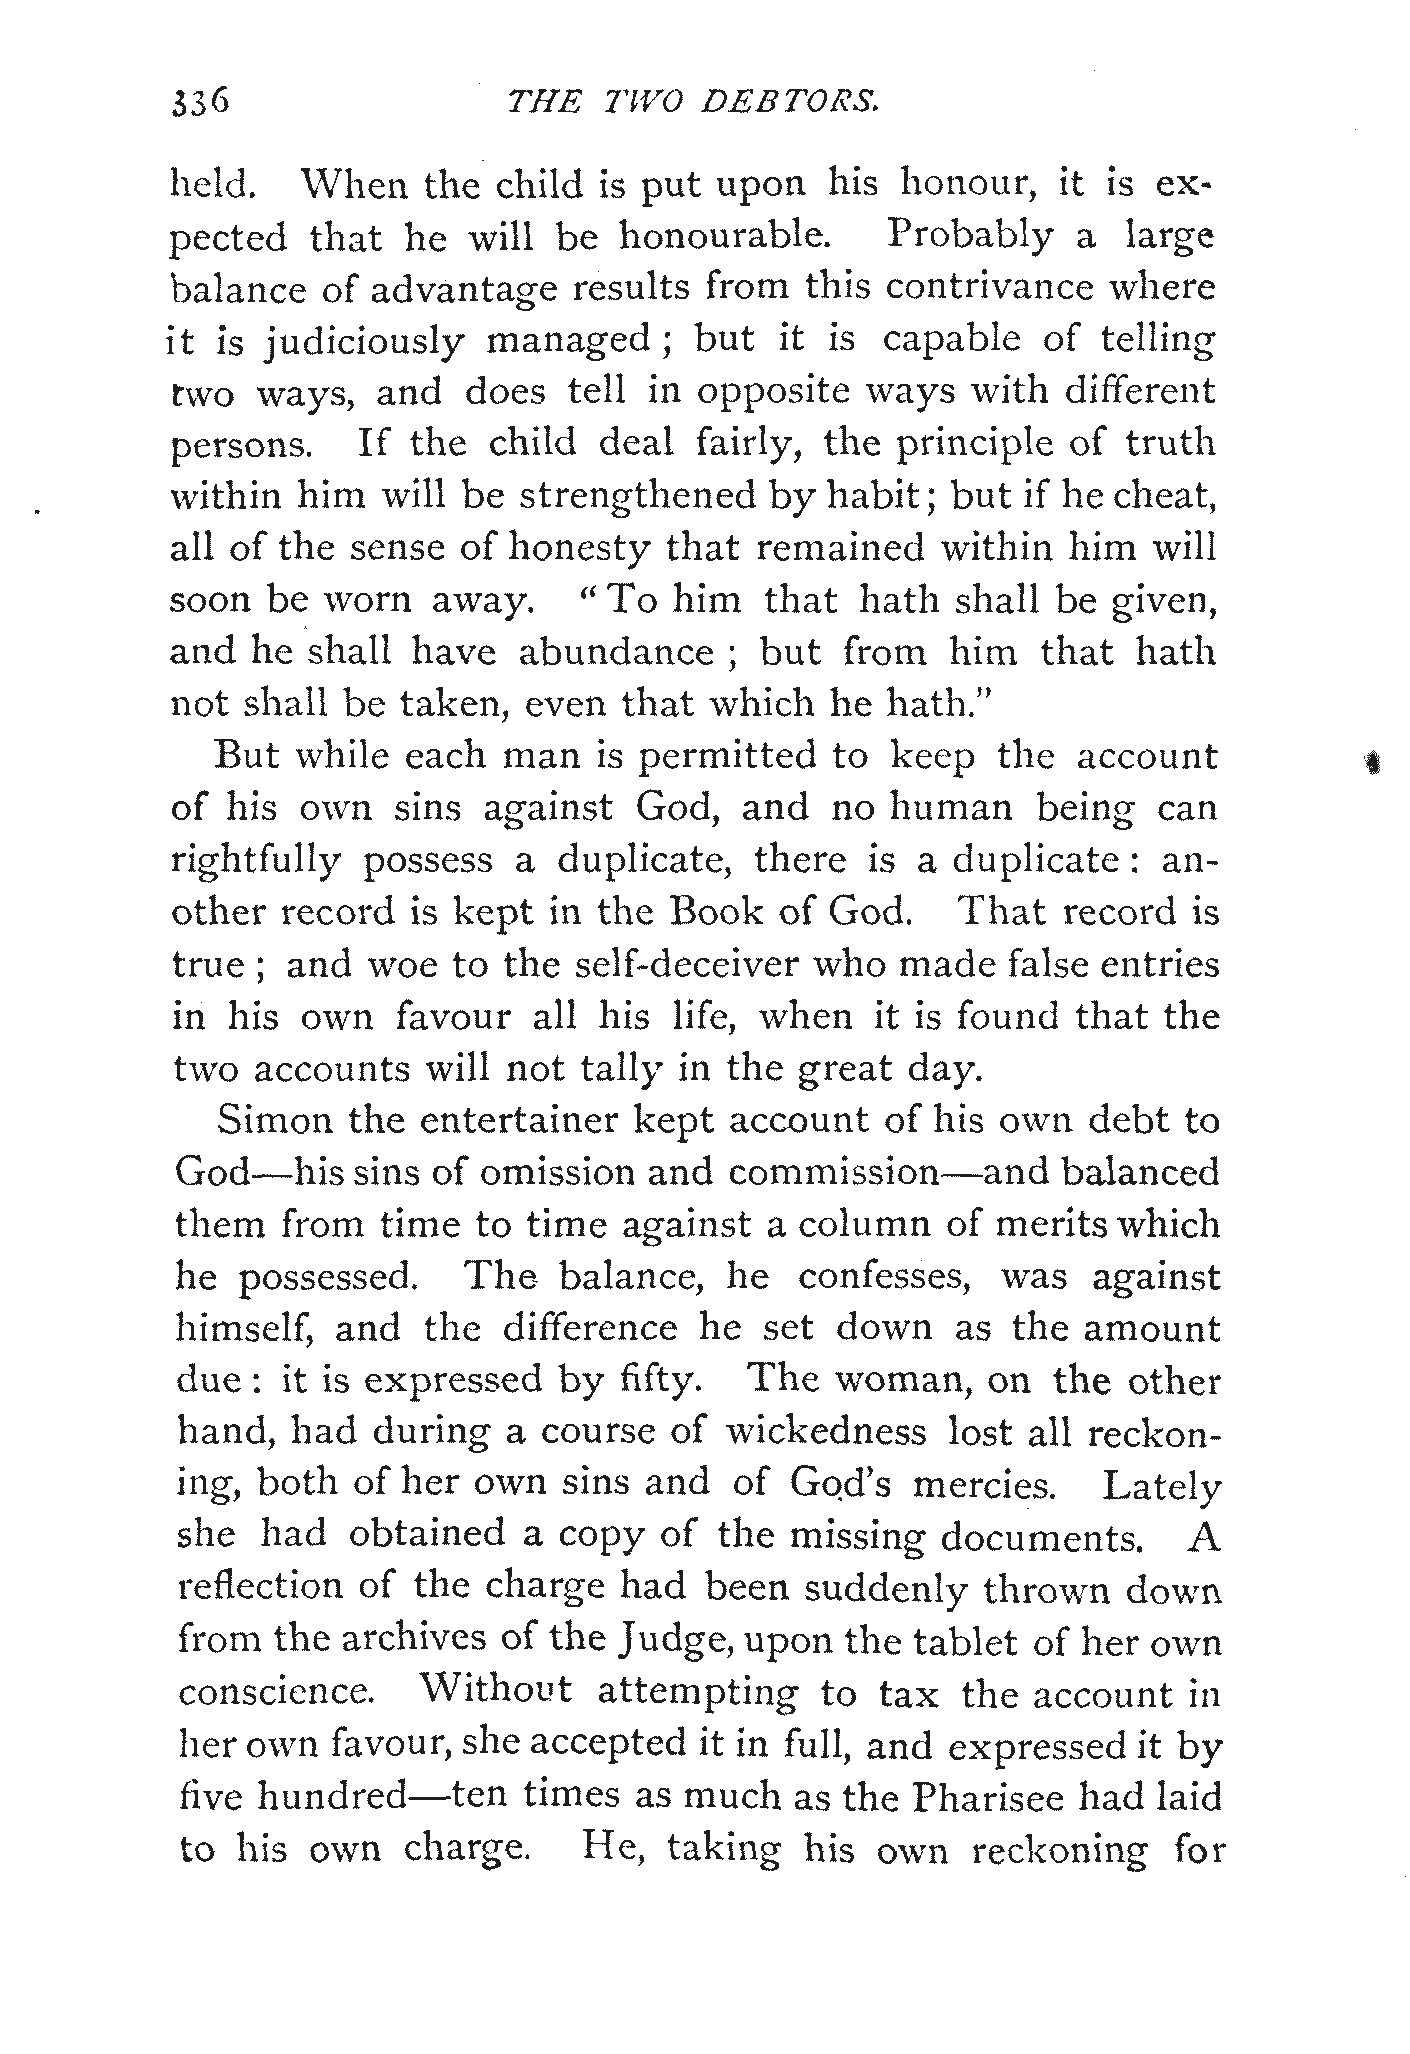 336 THE TWO DEBTORS.
held. When the child is put upon his honour, it is ex-
pected that he will be honourable. Probably a large
balance of advantage results from this contrivance where
it is judiciously managed ; but it is capable of telling
two ways, and does tell in opposite ways with different
persons. If the child deal fairly, the principle of truth
within him will be strengthened by habit; but if he cheat,
all of the sense of honesty that remained within him will
soon be worn away. “ To him that hath shall be given,
and he shall have abundance ; but from him that hath
not shall be taken, even that which he hath.”
But while each man is permitted to keep the account
of his own sins against God, and no human being can
rightfully possess a duplicate, there is a duplicate : an-
other record is kept in the Book of God. That record is
true ; and woe to the self-deceiver who made false entries
in his own favour all his life, when it is found that the
two accounts will not tally in the great day.
Simon the entertainer kept account of his own debt to
God—his sins of omission and commission—and balanced
them from time to time against a column of merits which
he possessed. The balance, he confesses, was against
himself, and the difference he set down as the amount
due : it is expressed by fifty. The woman, on the other
hand, had during a course of wickedness lost all reckon-
ing, both of her own sins and of God’s mercies. Lately
she had obtained a copy of the missing documents. A
reflection of the charge had been suddenly thrown down
from the archives of the Judge, upon the tablet of her own
conscience. Without attempting to tax the account in
her own favour, she accepted it in full, and expressed it by
five hundred—ten times as much as the Pharisee had laid
to his own charge. He, taking his own reckoning for